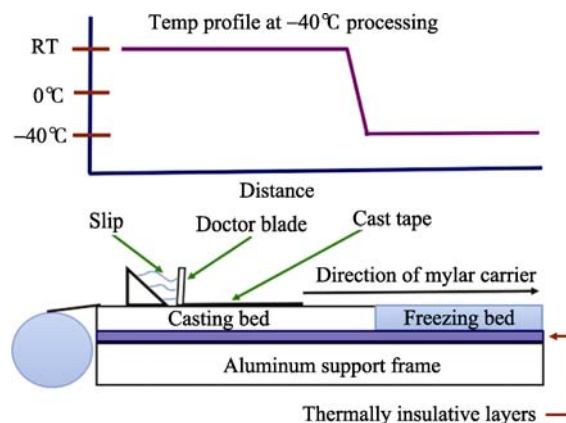 Temp profile at −40℃ processing
RT
0℃
−40℃
Distance
Slip
Doctor blade
Cast tape
Direction of mylar carrier
Casting bed
Freezing bed
Aluminum support frame
Thermally insulative layers